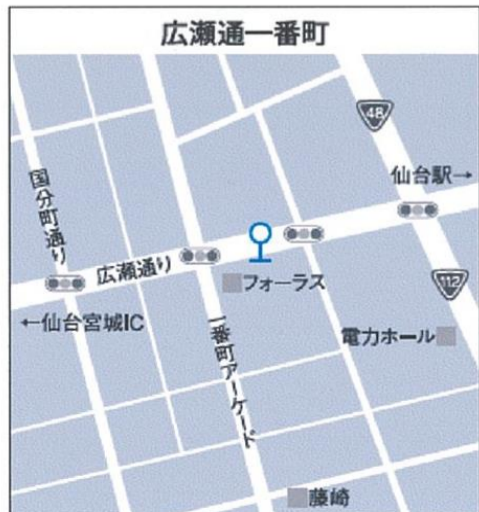 広瀬通一番町
48
仙台駅→
国分町通り
広瀬通り
フォーラス
112
←仙台宮城IC
一番町アーケード
電力ホール
藤崎